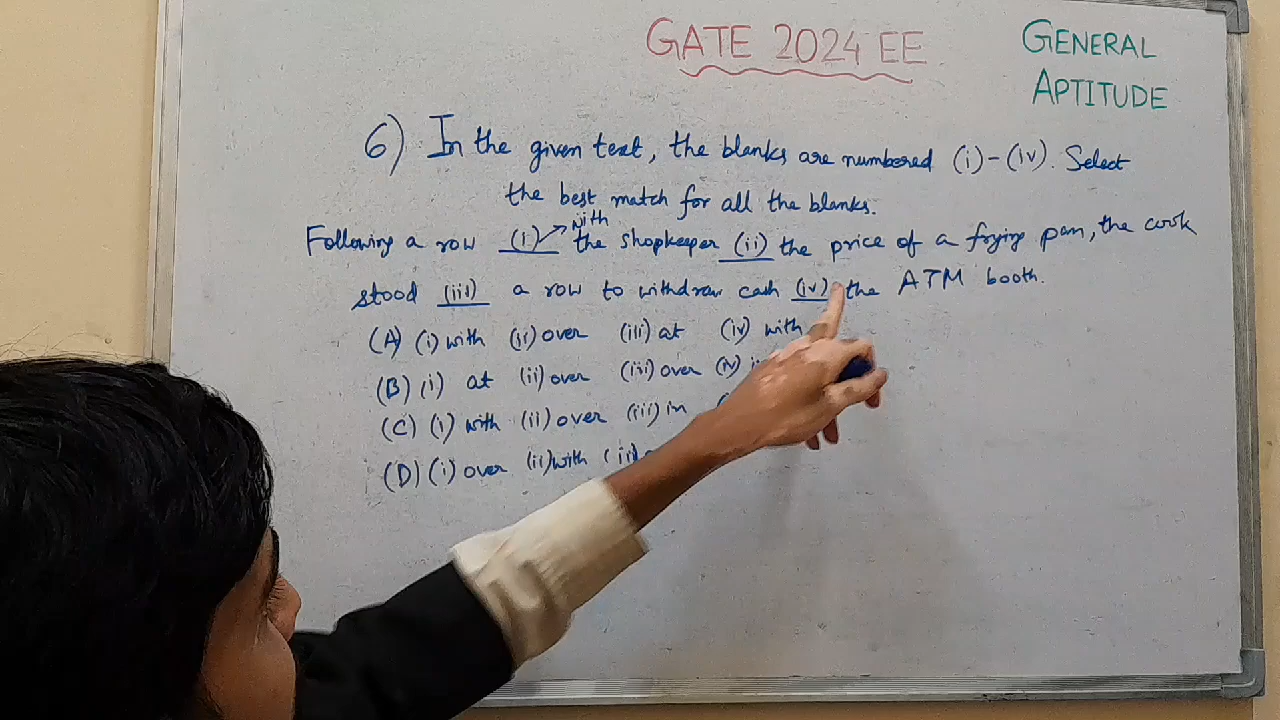 GATE 2024 EE
GENERAL
APTITUDE
6) In the given text, the blanks are numbered (i)-(iv). Select
the best match for all the blanks.
with
Following a row (i) the shopkeeper (ii) the price of a frying pan, the cook
stood (iii) a row to withdraw cash (iv) the ATM booth.
(A) (i) with (ii) over (iii) at (iv) with
(B) (i) at (ii) over (iii) over (iv)
(C) (i) with (ii) over (iii) in
(D) (i) over (ii) with (iii)